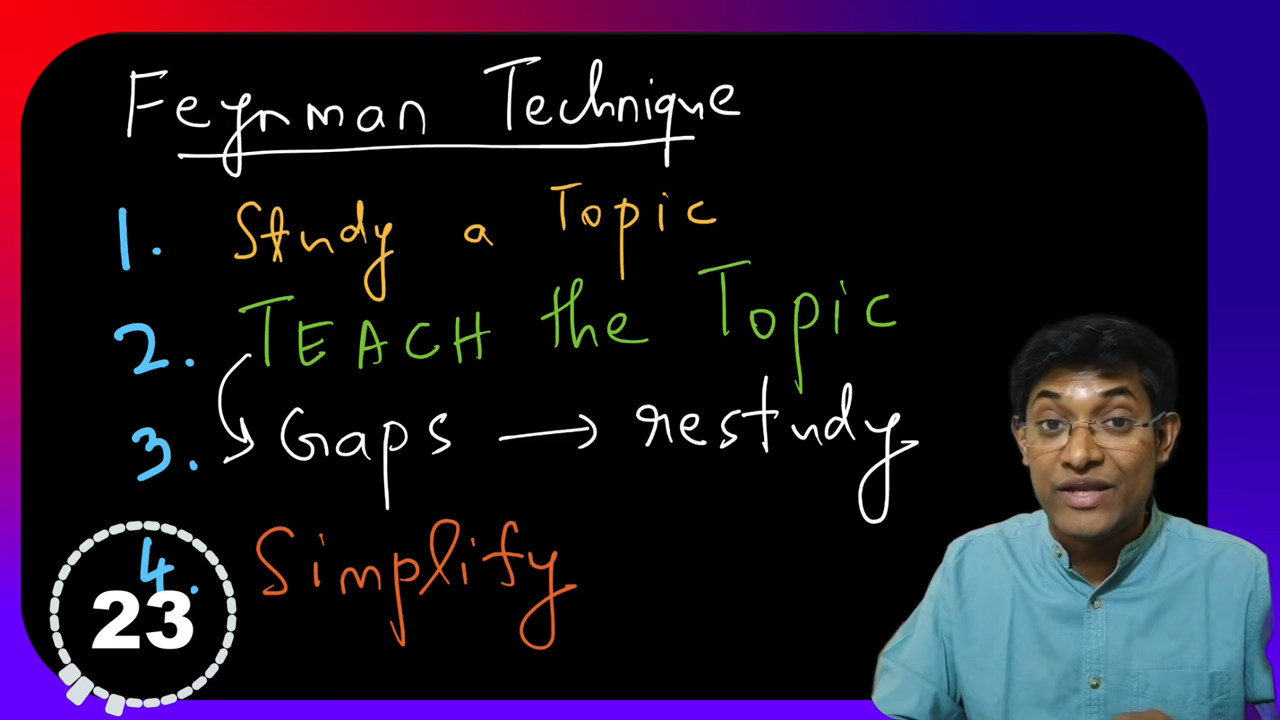 Feynman Technique
1. Study a Topic
2. TEACH the Topic
3. Gaps → restudy
4. Simplify
23